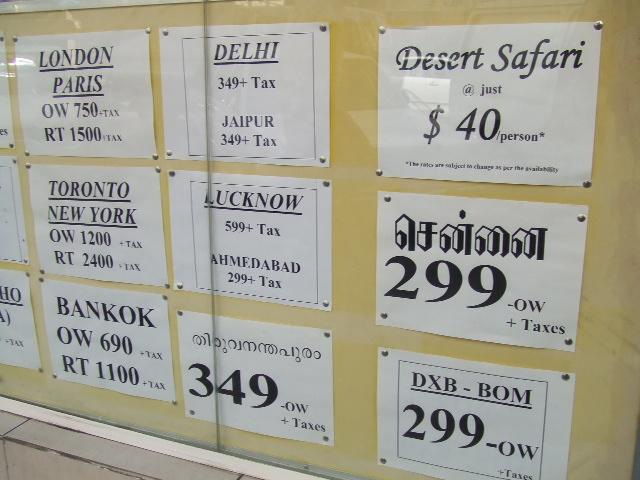 LONDON
PARIS
OW 750+TAX
RT 1500+TAX
DELHI
349+ Tax
JAIPUR
349+ Tax
Desert Safari
@ just
$ 40/person*
*The rates are subject to change as per the availability
TORONTO
NEW YORK
OW 1200 +TAX
RT 2400 +TAX
LUCKNOW
599+ Tax
AHMEDABAD
299+ Tax
சென்னை
299-OW
+ Taxes
BANKOK
OW 690 +TAX
RT 1100 +TAX
തിരുവനന്തപുരം
349-OW
+ Taxes
DXB - BOM
299-OW
+Taxes
HO
A)
+TAX